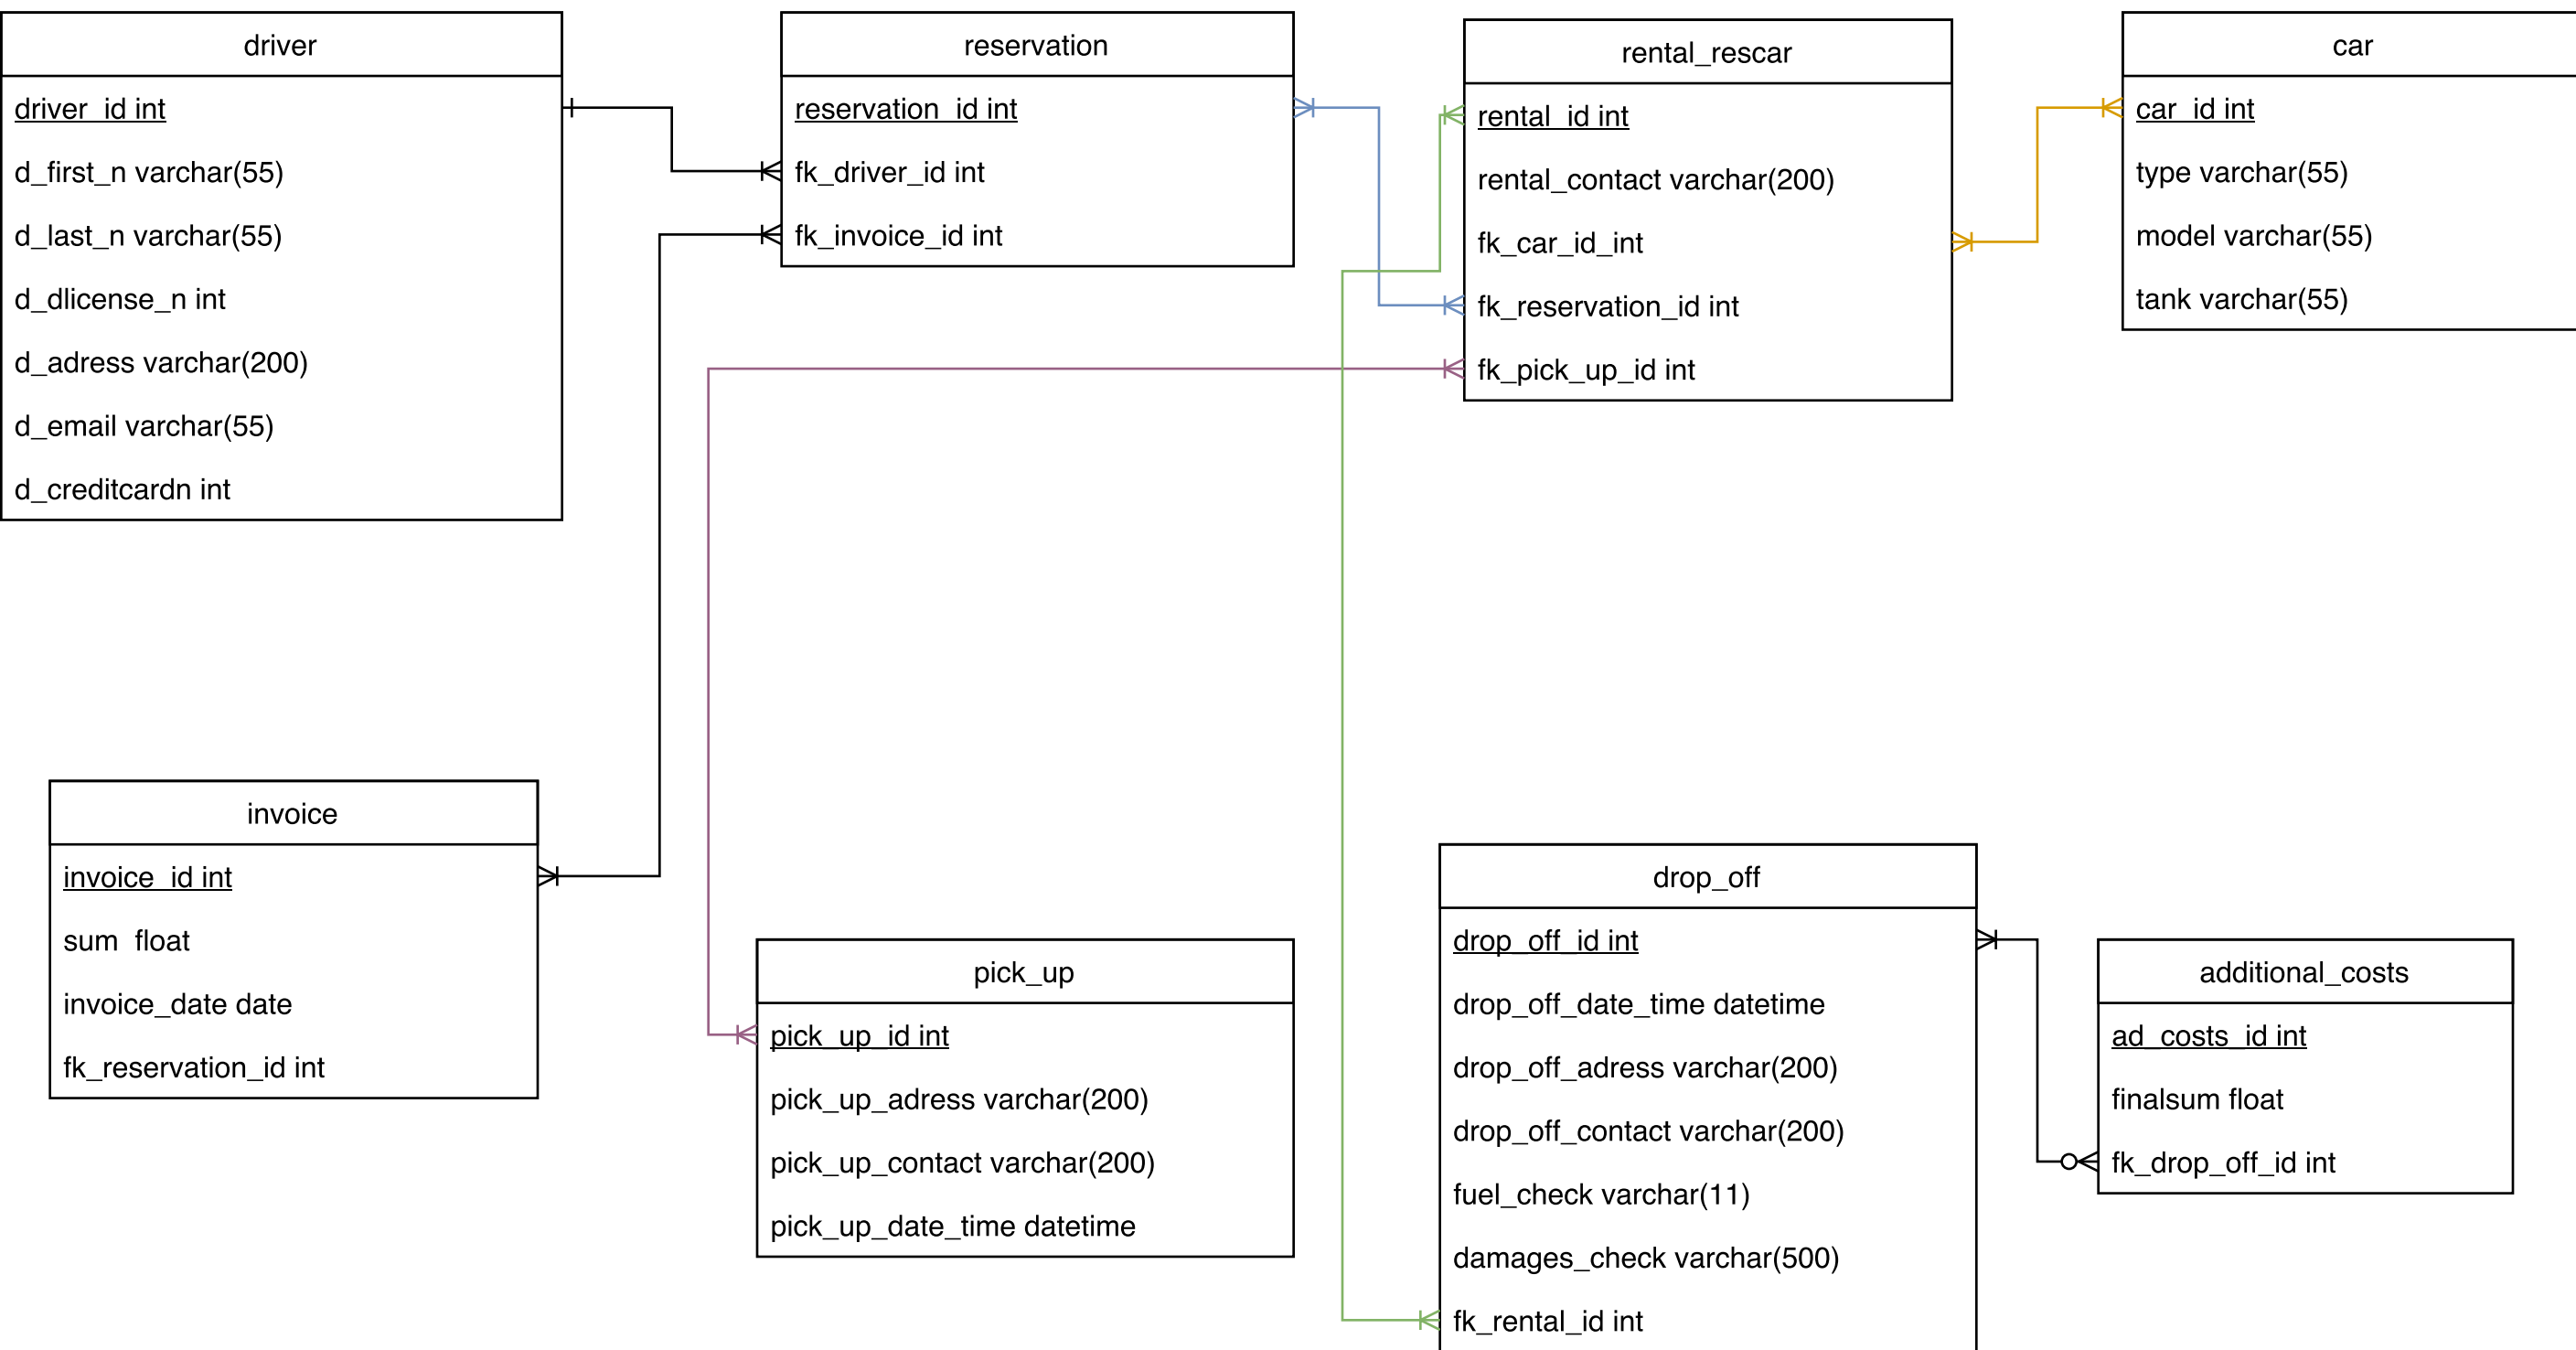 driver
driver_id int
d_first_n varchar(55)
d_last_n varchar(55)
d_dlicense_n int
d_adress varchar(200)
d_email varchar(55)
d_creditcardn int
reservation
reservation_id int
fk_driver_id int
fk_invoice_id int
rental_rescar
rental_id int
rental_contact varchar(200)
fk_car_id_int
fk_reservation_id int
fk_pick_up_id int
car
car_id int
type varchar(55)
model varchar(55)
tank varchar(55)
invoice
invoice_id int
sum  float
invoice_date date
fk_reservation_id int
pick_up
pick_up_id int
pick_up_adress varchar(200)
pick_up_contact varchar(200)
pick_up_date_time datetime
drop_off
drop_off_id int
drop_off_date_time datetime
drop_off_adress varchar(200)
drop_off_contact varchar(200)
fuel_check varchar(11)
damages_check varchar(500)
fk_rental_id int
additional_costs
ad_costs_id int
finalsum float
fk_drop_off_id int